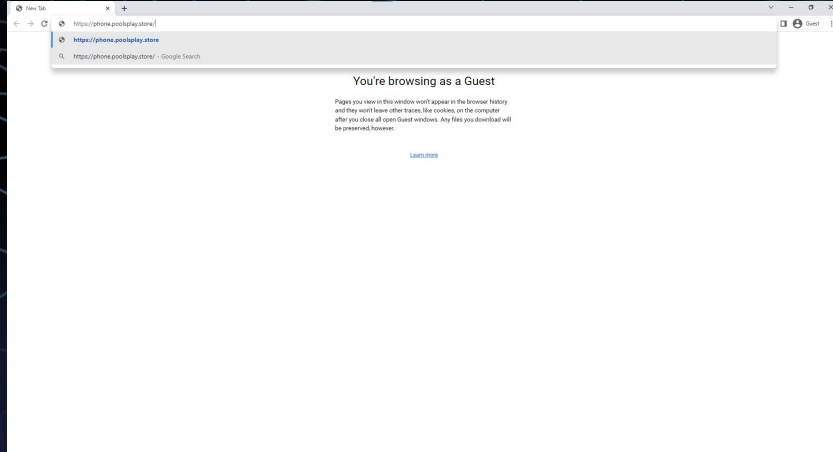 New Tab
https://phone.poolsplay.store/
Guest
https://phone.poolsplay.store
https://phone.poolsplay.store/ - Google Search
You're browsing as a Guest
Pages you view in this window won't appear in the browser history
and they won't leave other traces, like cookies, on the computer
after you close all open Guest windows. Any files you download will
be preserved, however.
Learn more